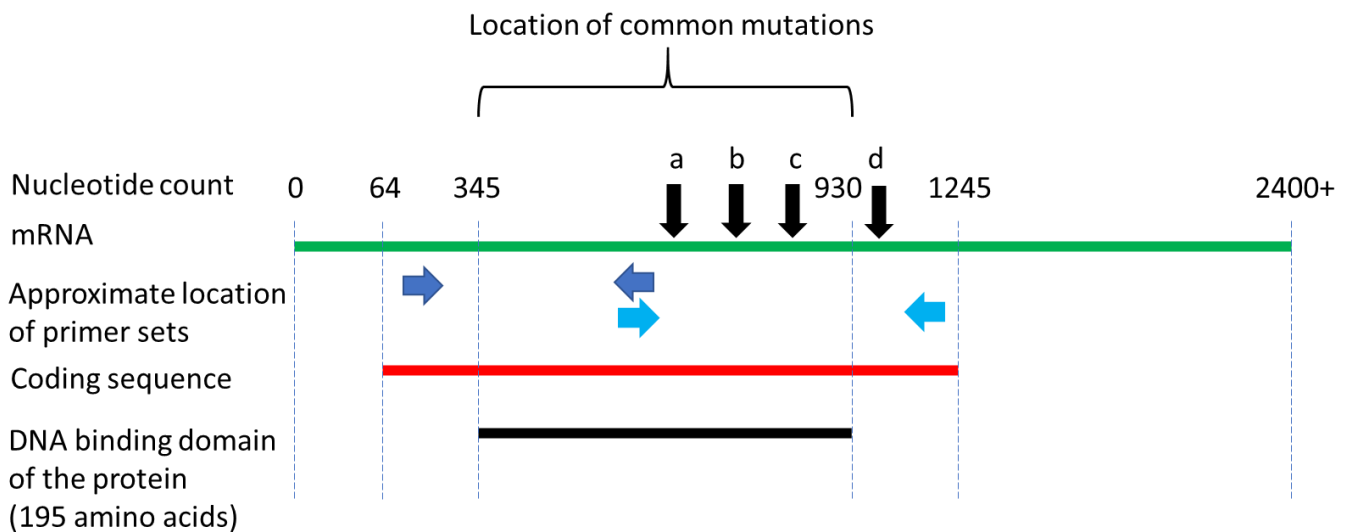 Location of common mutations
a b c d
Nucleotide count 0 64 345 930 1245 2400+
mRNA
Approximate location
of primer sets
Coding sequence
DNA binding domain
of the protein
(195 amino acids)